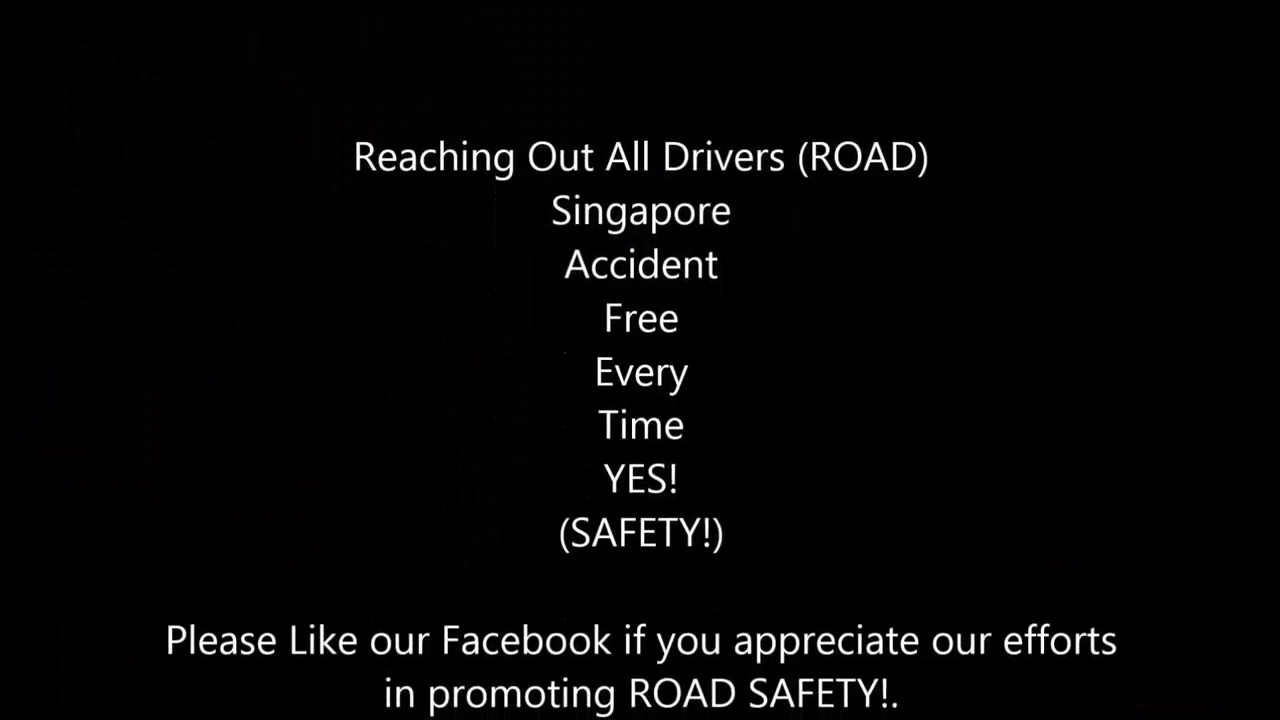 Reaching Out All Drivers (ROAD)
Singapore
Accident
Free
Every
Time
YES!
(SAFETY!)
Please Like our Facebook if you appreciate our efforts
in promoting ROAD SAFETY!.